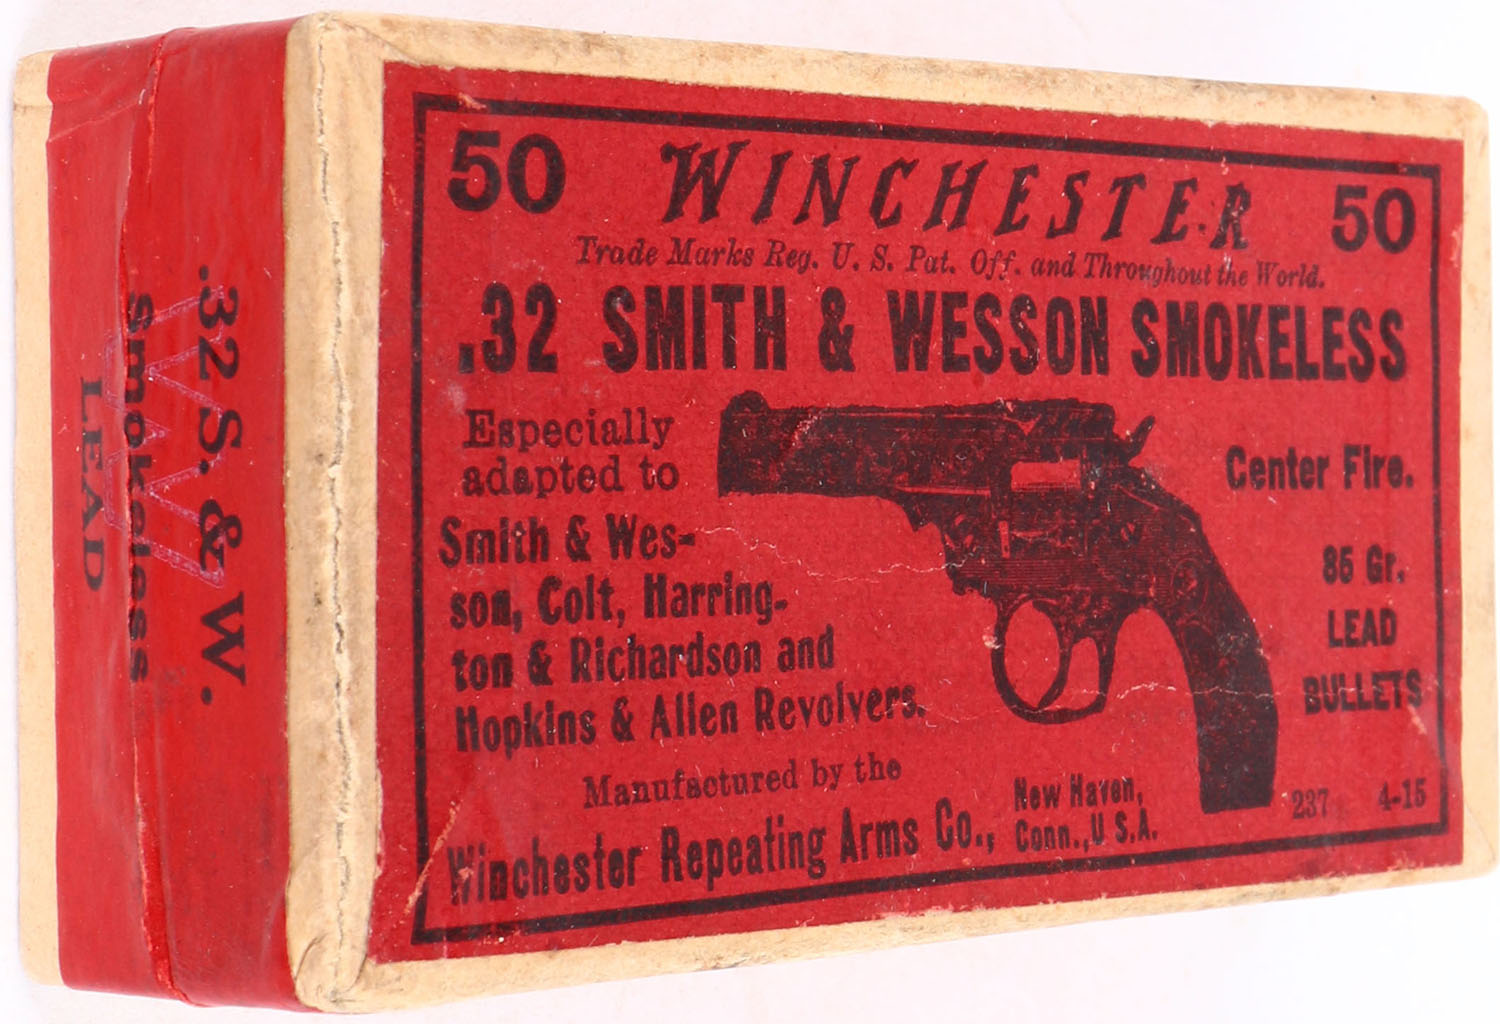 50 WINCHESTER 50
Trade Marks Reg. U. S. Pat. Off. and Throughout the World.
.32 SMITH & WESSON SMOKELESS
Especially
adapted to
Smith & Wes-
son, Colt, Harring-
ton & Richardson and
Hopkins & Allen Revolvers.
Center Fire.
85 Gr.
LEAD
BULLETS
Manufactured by the
Winchester Repeating Arms Co.,
New Haven,
Conn., U S.A.
237 4-15
.32 S. & W.
Smokeless
LEAD
W
W